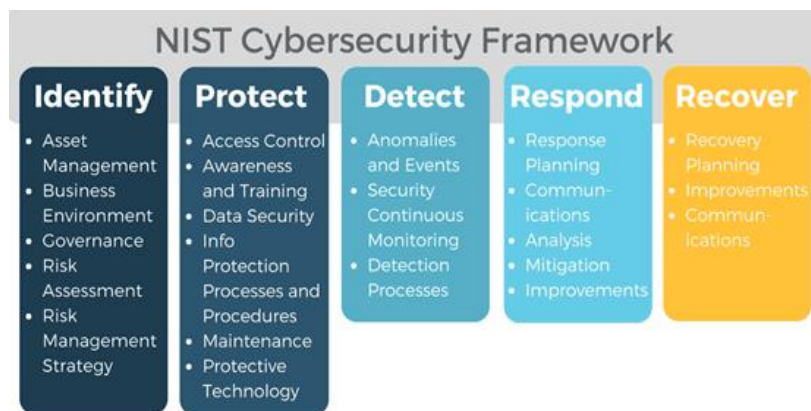 NIST Cybersecurity Framework
Identify
• Asset
Management
• Business
Environment
• Governance
• Risk
Assessment
• Risk
Management
Strategy
Protect
• Access Control
• Awareness
and Training
• Data Security
• Info
Protection
Processes and
Procedures
• Maintenance
• Protective
Technology
Detect
• Anomalies
and Events
• Security
Continuous
Monitoring
• Detection
Processes
Respond
• Response
Planning
• Commun-
ications
• Analysis
• Mitigation
• Improvements
Recover
• Recovery
Planning
• Improvements
• Commun-
ications